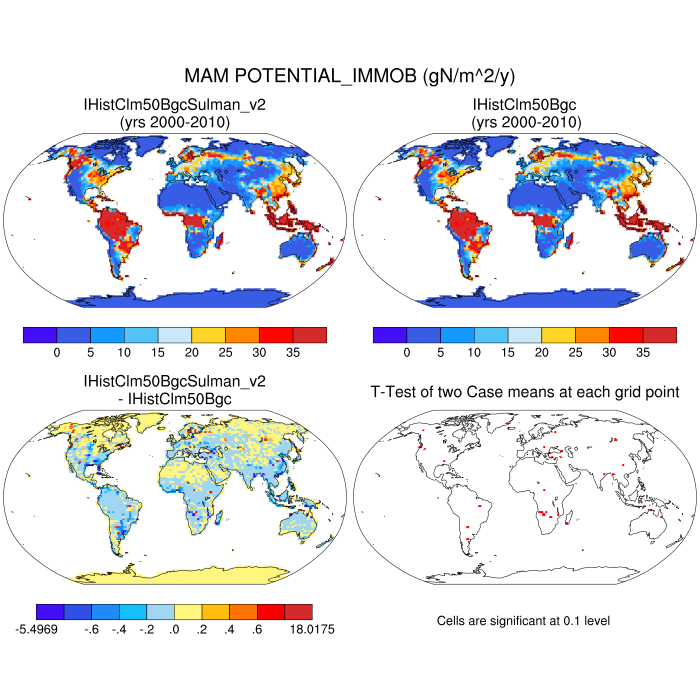 MAM POTENTIAL_IMMOB (gN/m^2/y)
IHistClm50BgcSulman_v2
(yrs 2000-2010)
IHistClm50Bgc
(yrs 2000-2010)
0 5 10 15 20 25 30 35
0 5 10 15 20 25 30 35
IHistClm50BgcSulman_v2
- IHistClm50Bgc
T-Test of two Case means at each grid point
-5.4969 -.6 -.4 -.2 .0 .2 .4 .6 18.0175
Cells are significant at 0.1 level